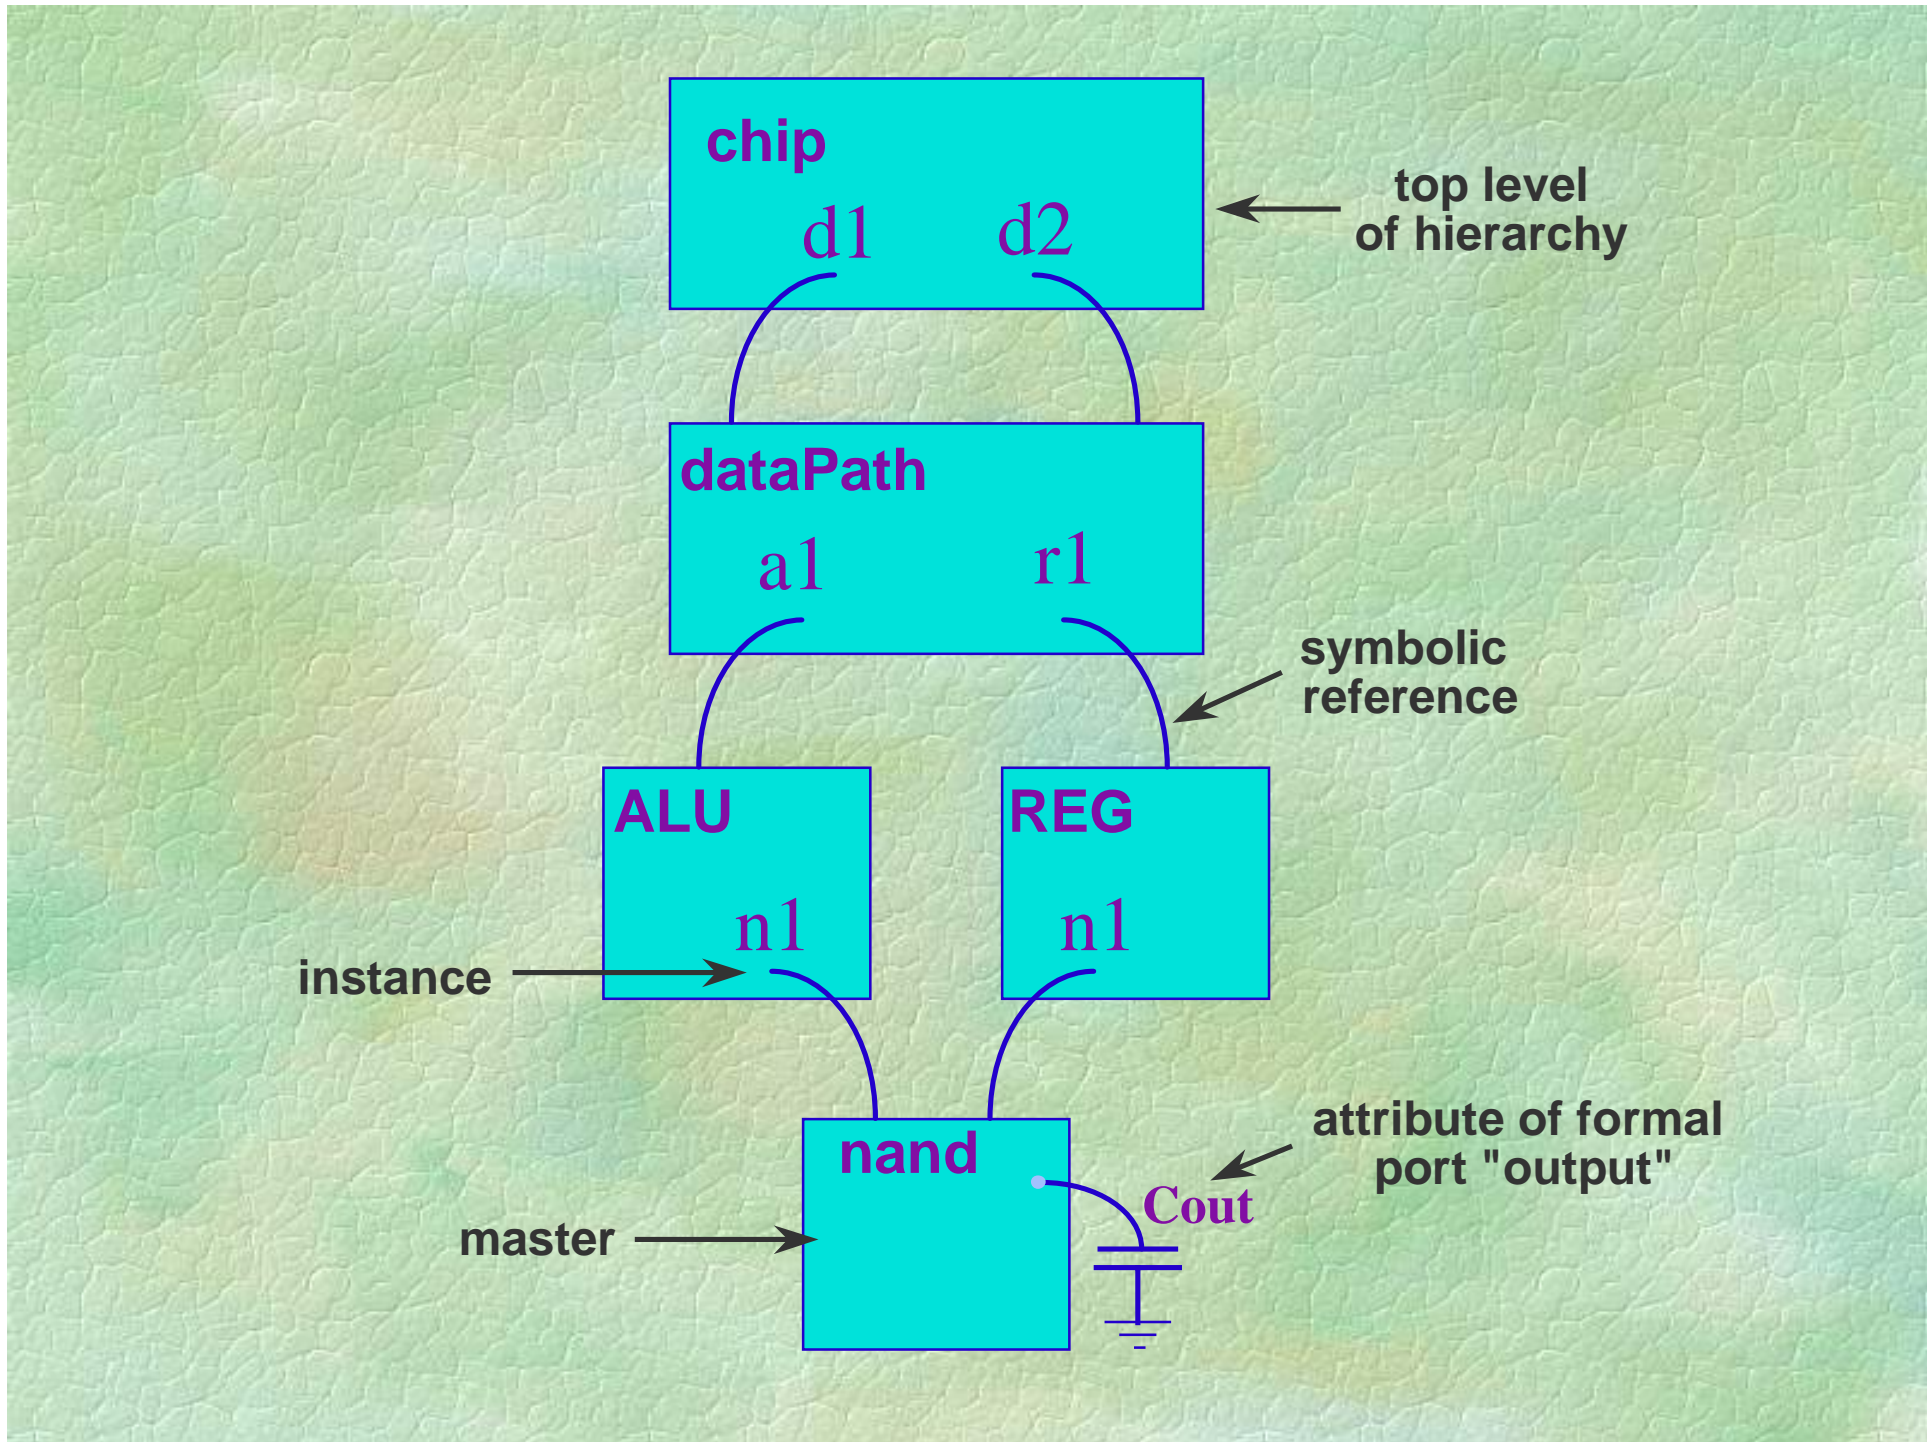 chip
d1 d2
top level
of hierarchy
dataPath
a1 r1
symbolic
reference
ALU
REG
n1
n1
instance
nand
attribute of formal
port "output"
Cout
master